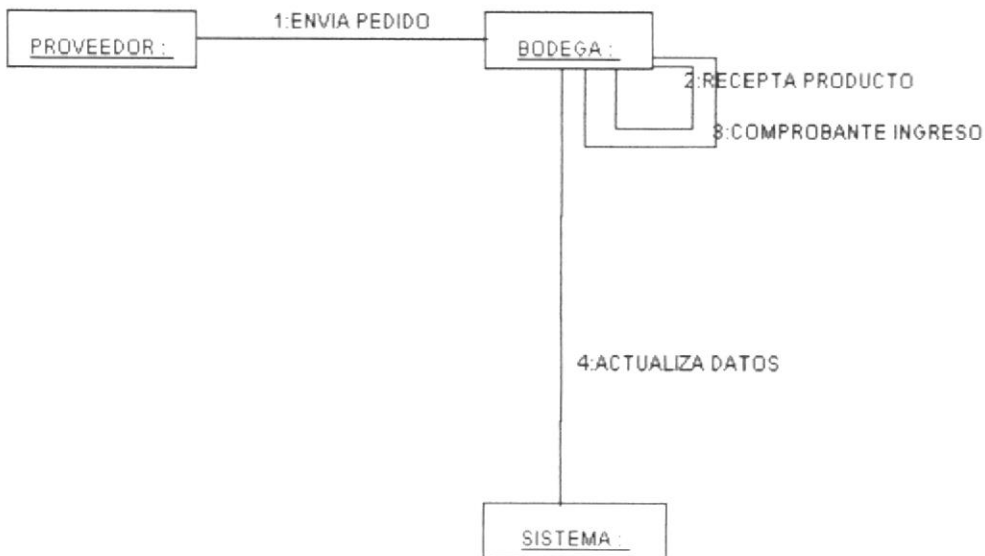 1:ENVIA PEDIDO
PROVEEDOR :
BODEGA :
2:RECEPTA PRODUCTO
3:COMPROBANTE INGRESO
4:ACTUALIZA DATOS
SISTEMA :